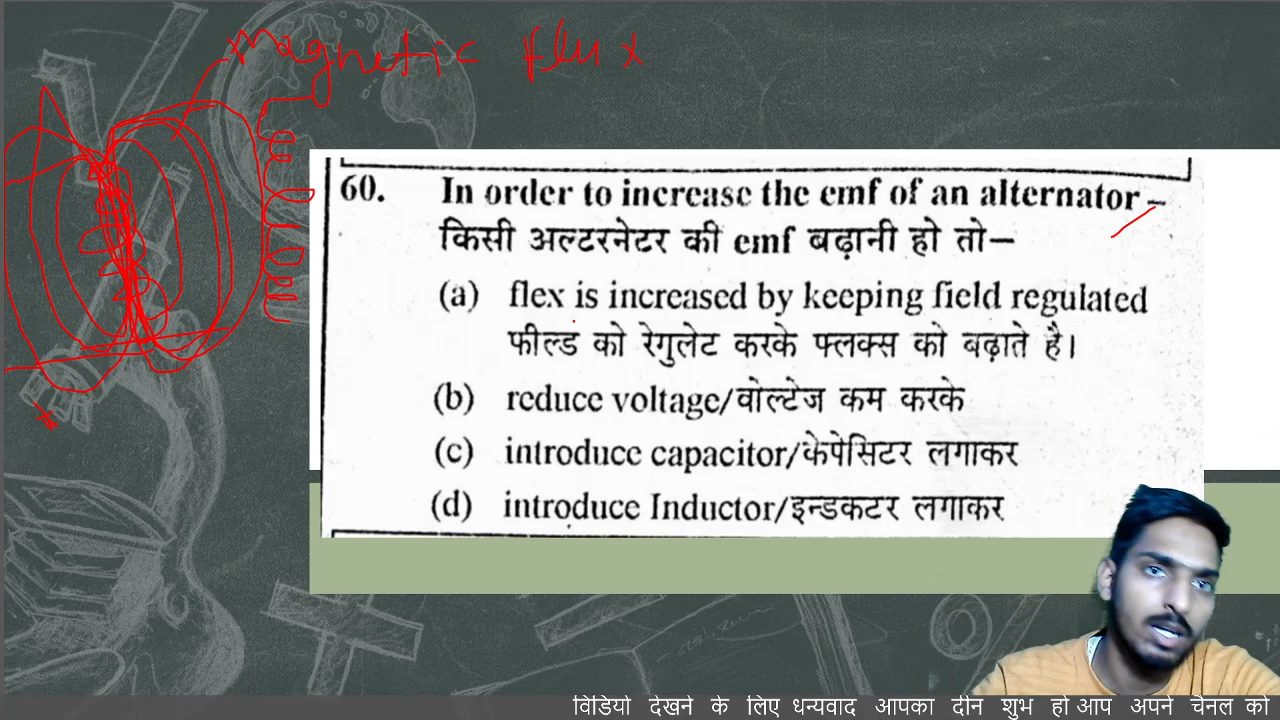 magnetic flux
60. In order to increase the emf of an alternator –
किसी अल्टरनेटर की emf बढ़ानी हो तो–
(a) flex is increased by keeping field regulated
फील्ड को रेगुलेट करके फ्लक्स को बढ़ाते है।
(b) reduce voltage/वोल्टेज कम करके
(c) introduce capacitor/केपेसिटर लगाकर
(d) introduce Inductor/इन्डकटर लगाकर
विडियो देखने के लिए धन्यवाद आपका दीन शुभ हो आप अपने चैनल को